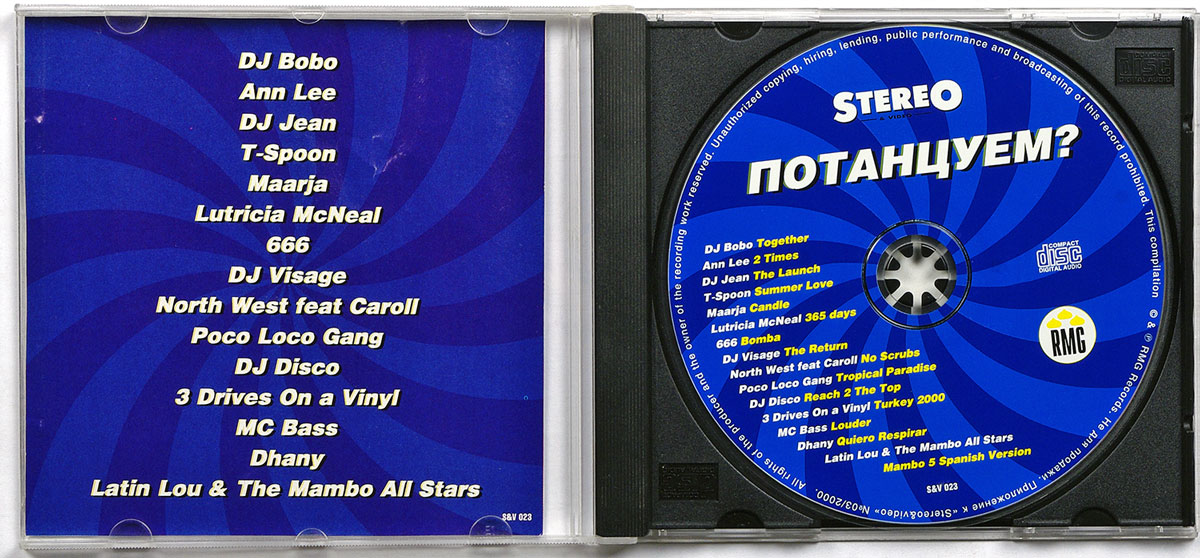 DJ Bobo
Ann Lee
DJ Jean
T-Spoon
Maarja
Lutricia McNeal
666
DJ Visage
North West feat Caroll
Poco Loco Gang
DJ Disco
3 Drives On a Vinyl
MC Bass
Dhany
Latin Lou & The Mambo All Stars
S&V 023
STEREO
& VIDEO
ПОТАНЦУЕМ?
DJ Bobo Together
Ann Lee 2 Times
DJ Jean The Launch
T-Spoon Summer Love
Maarja Candle
Lutricia McNeal 365 days
666 Bomba
DJ Visage The Return
North West feat Caroll No Scrubs
Poco Loco Gang Tropical Paradise
DJ Disco Reach 2 The Top
3 Drives On a Vinyl Turkey 2000
MC Bass Louder
Dhany Quiero Respirar
Latin Lou & The Mambo All Stars
Mambo 5 Spanish Version
S&V 023
COMPACT
disc
DIGITAL AUDIO
RMG
All rights of the producer and the owner of the recording work reserved. Unauthorized copying, hiring, lending, public performance and broadcasting of this record prohibited. This compilation © & ℗ RMG Records. Не для продажи. Приложение к «Stereo&video» №03/2000.
disc
DIGITAL AUDIO